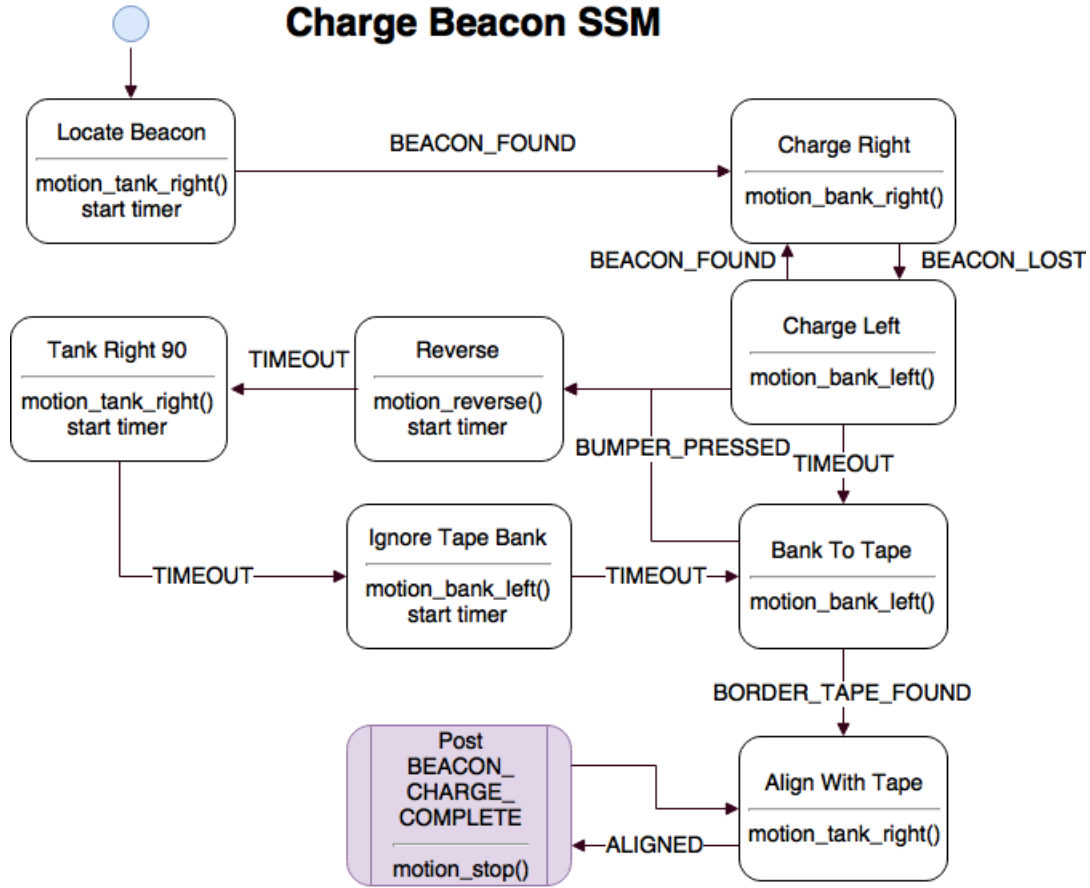 Charge Beacon SSM
Locate Beacon
motion_tank_right()
start timer
BEACON_FOUND
Charge Right
motion_bank_right()
BEACON_FOUND
BEACON_LOST
Charge Left
motion_bank_left()
Tank Right 90
motion_tank_right()
start timer
TIMEOUT
Reverse
motion_reverse()
start timer
BUMPER_PRESSED
TIMEOUT
Ignore Tape Bank
motion_bank_left()
start timer
TIMEOUT
TIMEOUT
Bank To Tape
motion_bank_left()
BORDER_TAPE_FOUND
Post
BEACON_
CHARGE_
COMPLETE
motion_stop()
ALIGNED
Align With Tape
motion_tank_right()